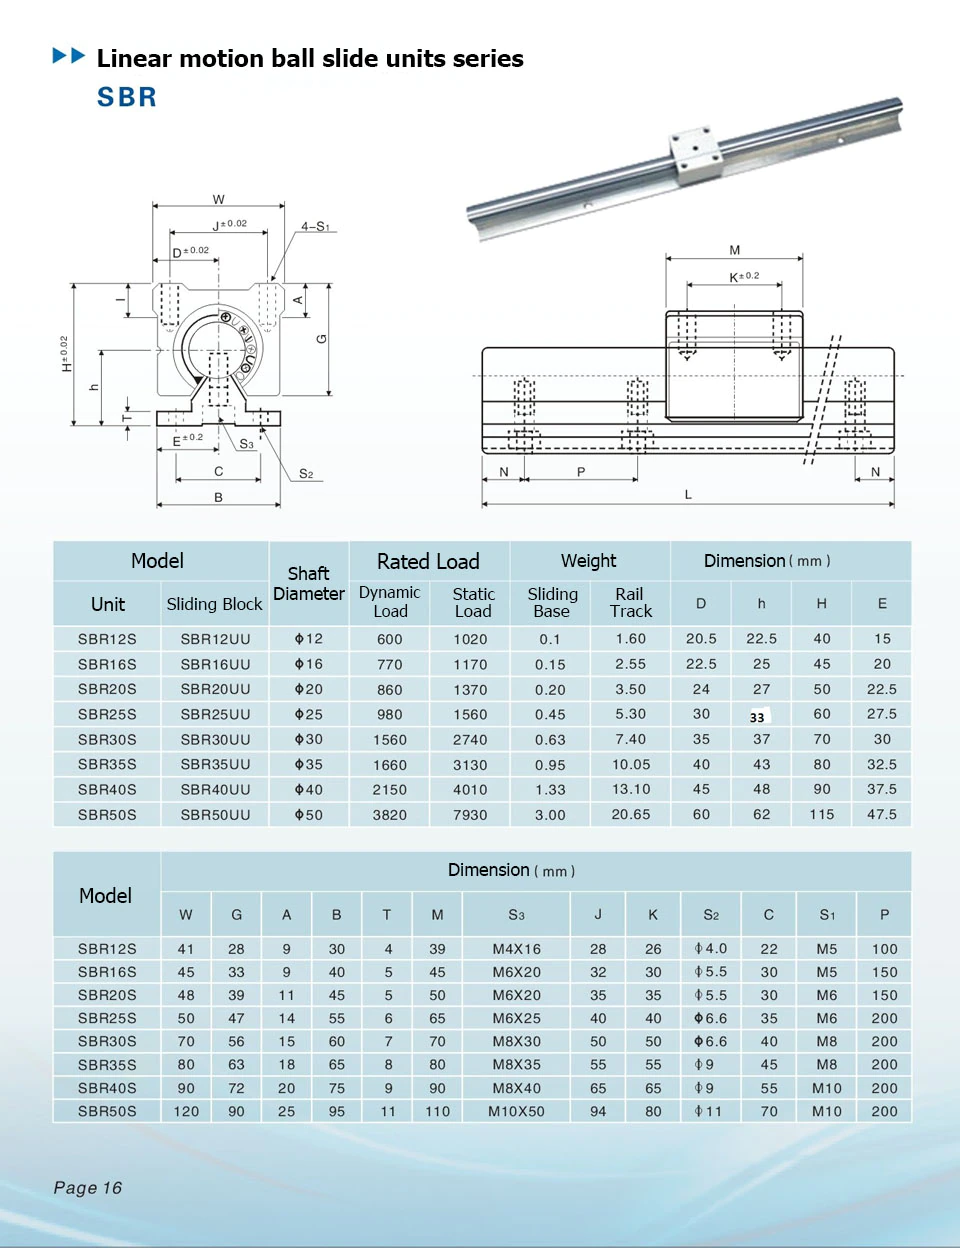 Linear motion ball slide units series
SBR
W
J±0.02
4-S1
D±0.02
I
A
G
H±0.02
h
T
E±0.2
S3
C
S2
B
M
K±0.2
N
P
N
L
Model
Shaft Diameter
Rated Load
Weight
Dimension ( mm )
Unit
Sliding Block
Dynamic Load
Static Load
Sliding Base
Rail Track
D
h
H
E
SBR12S SBR12UU Φ12 600 1020 0.1 1.60 20.5 22.5 40 15
SBR16S SBR16UU Φ16 770 1170 0.15 2.55 22.5 25 45 20
SBR20S SBR20UU Φ20 860 1370 0.20 3.50 24 27 50 22.5
SBR25S SBR25UU Φ25 980 1560 0.45 5.30 30 33 60 27.5
SBR30S SBR30UU Φ30 1560 2740 0.63 7.40 35 37 70 30
SBR35S SBR35UU Φ35 1660 3130 0.95 10.05 40 43 80 32.5
SBR40S SBR40UU Φ40 2150 4010 1.33 13.10 45 48 90 37.5
SBR50S SBR50UU Φ50 3820 7930 3.00 20.65 60 62 115 47.5
Model
Dimension ( mm )
W G A B T M S3 J K S2 C S1 P
SBR12S 41 28 9 30 4 39 M4X16 28 26 Φ4.0 22 M5 100
SBR16S 45 33 9 40 5 45 M6X20 32 30 Φ5.5 30 M5 150
SBR20S 48 39 11 45 5 50 M6X20 35 35 Φ5.5 30 M6 150
SBR25S 50 47 14 55 6 65 M6X25 40 40 Φ6.6 35 M6 200
SBR30S 70 56 15 60 7 70 M8X30 50 50 Φ6.6 40 M8 200
SBR35S 80 63 18 65 8 80 M8X35 55 55 Φ9 45 M8 200
SBR40S 90 72 20 75 9 90 M8X40 65 65 Φ9 55 M10 200
SBR50S 120 90 25 95 11 110 M10X50 94 80 Φ11 70 M10 200
Page 16